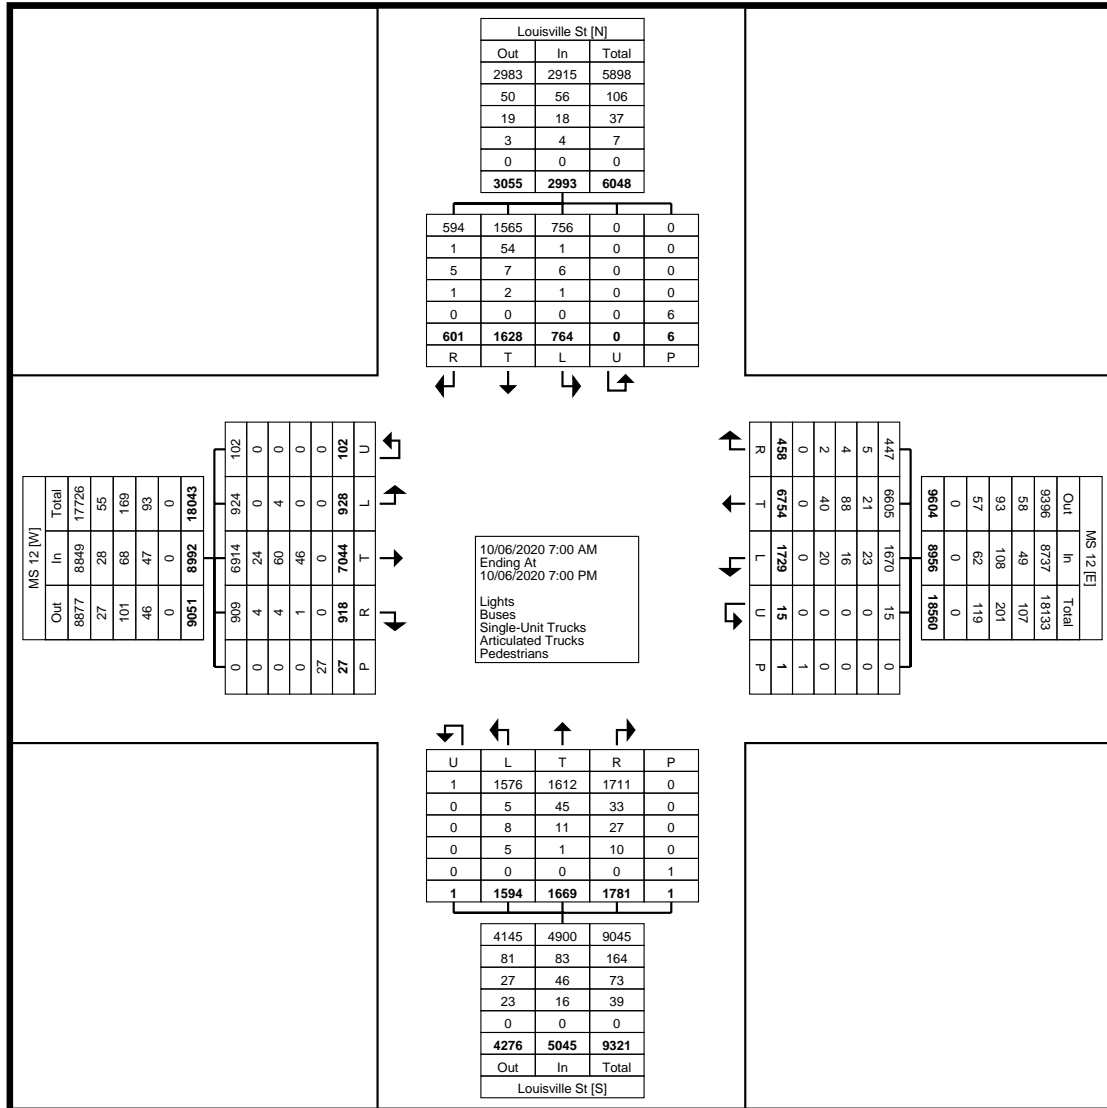 Louisville St [N]
Out In Total
2983 2915 5898
50 56 106
19 18 37
3 4 7
0 0 0
3055 2993 6048
594 1565 756 0 0
1 54 1 0 0
5 7 6 0 0
1 2 1 0 0
0 0 0 0 6
601 1628 764 0 6
R T L U P
MS 12 [W]
Total In Out
17726 8849 8877
55 28 27
169 68 101
93 47 46
0 0 0
18043 8992 9051
102 924 6914 909 0
0 0 24 4 0
0 4 60 4 0
0 0 46 1 0
0 0 0 0 27
102 928 7044 918 27
U L T R P
10/06/2020 7:00 AM
Ending At
10/06/2020 7:00 PM
Lights
Buses
Single-Unit Trucks
Articulated Trucks
Pedestrians
MS 12 [E]
Out In Total
9396 8737 18133
58 49 107
93 108 201
57 62 119
0 0 0
9604 8956 18560
447 6605 1670 15 0
5 21 23 0 0
4 88 16 0 0
2 40 20 0 0
0 0 0 0 1
458 6754 1729 15 1
R T L U P
U L T R P
1 1576 1612 1711 0
0 5 45 33 0
0 8 11 27 0
0 5 1 10 0
0 0 0 0 1
1 1594 1669 1781 1
4145 4900 9045
81 83 164
27 46 73
23 16 39
0 0 0
4276 5045 9321
Out In Total
Louisville St [S]